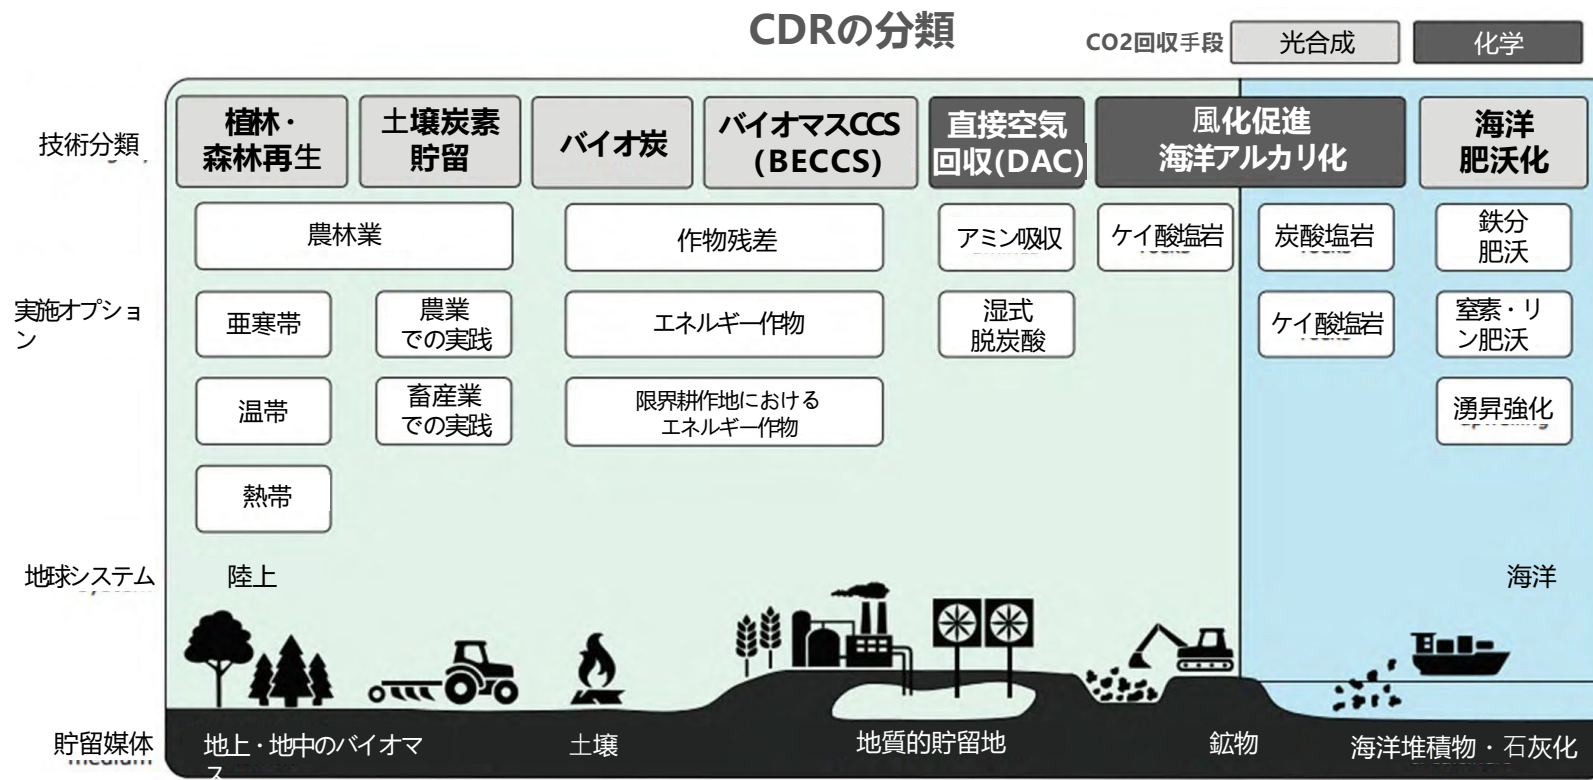 CDRの分類
CO2回収手段
光合成
化学
技術分類
植林・
森林再生
土壌炭素
貯留
バイオ炭
バイオマスCCS
(BECCS)
直接空気
回収(DAC)
風化促進
海洋アルカリ化
海洋
肥沃化
実施オプショ
ン
農林業
作物残差
アミン吸収
ケイ酸塩岩
炭酸塩岩
鉄分
肥沃
亜寒帯
農業
での実践
エネルギー作物
湿式
脱炭酸
ケイ酸塩岩
窒素・リ
ン肥沃
温帯
畜産業
での実践
限界耕作地における
エネルギー作物
湧昇強化
熱帯
地球システム
陸上
海洋
貯留媒体
地上・地中のバイオマ
ス
土壌
地質的貯留地
鉱物
海洋堆積物・石灰化